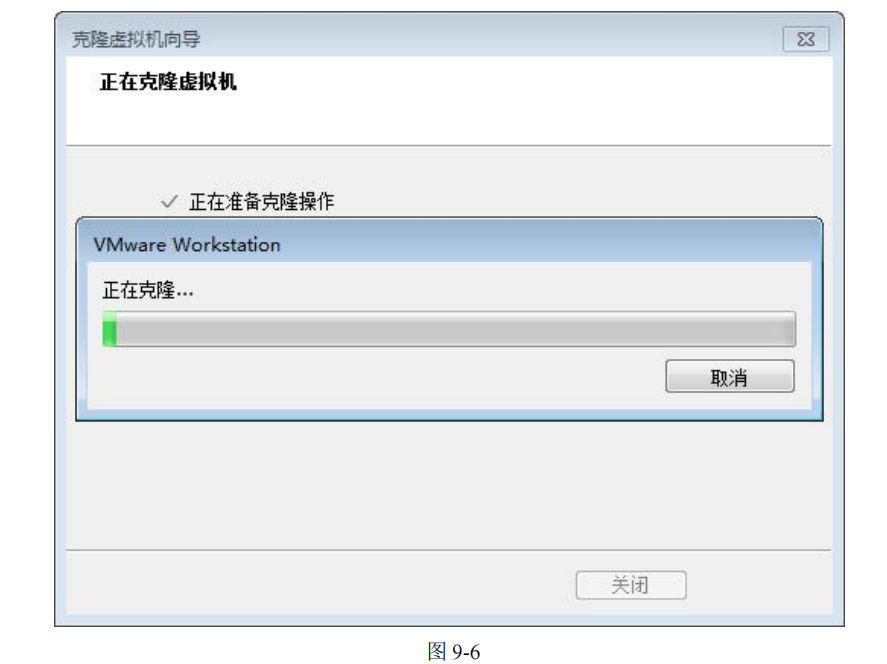 克隆虚拟机向导
正在克隆虚拟机
正在准备克隆操作
VMware Workstation
正在克隆...
取消
关闭
图 9-6